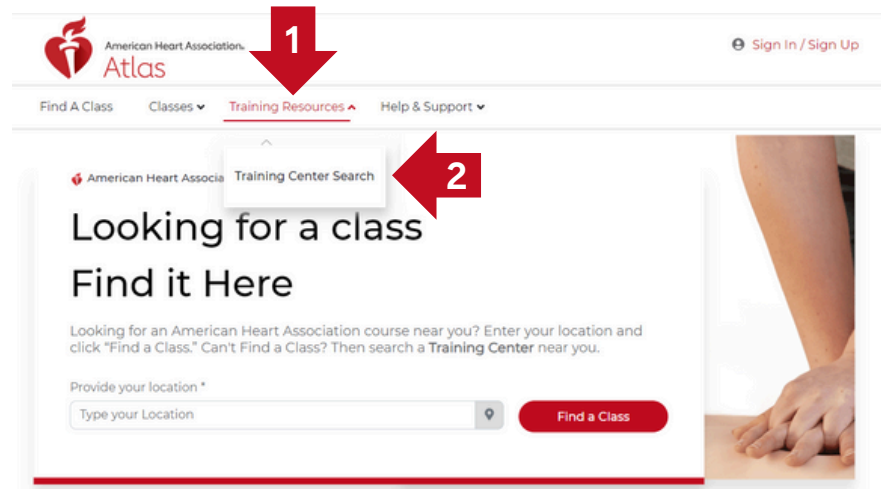 1
American Heart Association.
Atlas
Sign In / Sign Up
Find A Class Classes Training Resources Help & Support
Training Center Search
2
American Heart Associa
Looking for a class
Find it Here
Looking for an American Heart Association course near you? Enter your location and
click "Find a Class." Can't Find a Class? Then search a Training Center near you.
Provide your location *
Type your Location
Find a Class